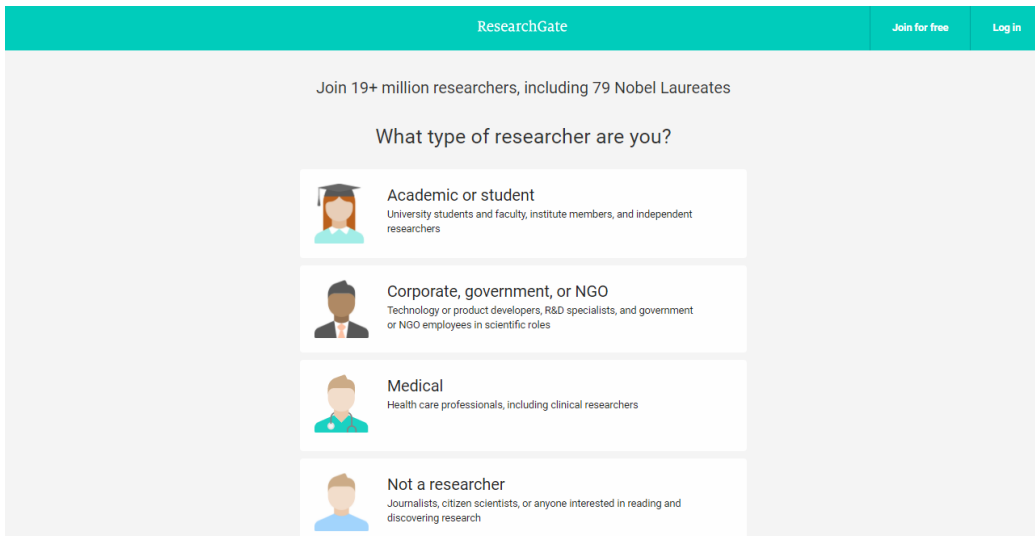 ResearchGate
Join for free
Log in
Join 19+ million researchers, including 79 Nobel Laureates
What type of researcher are you?
Academic or student
University students and faculty, institute members, and independent
researchers
Corporate, government, or NGO
Technology or product developers, R&D specialists, and government
or NGO employees in scientific roles
Medical
Health care professionals, including clinical researchers
Not a researcher
Journalists, citizen scientists, or anyone interested in reading and
discovering research